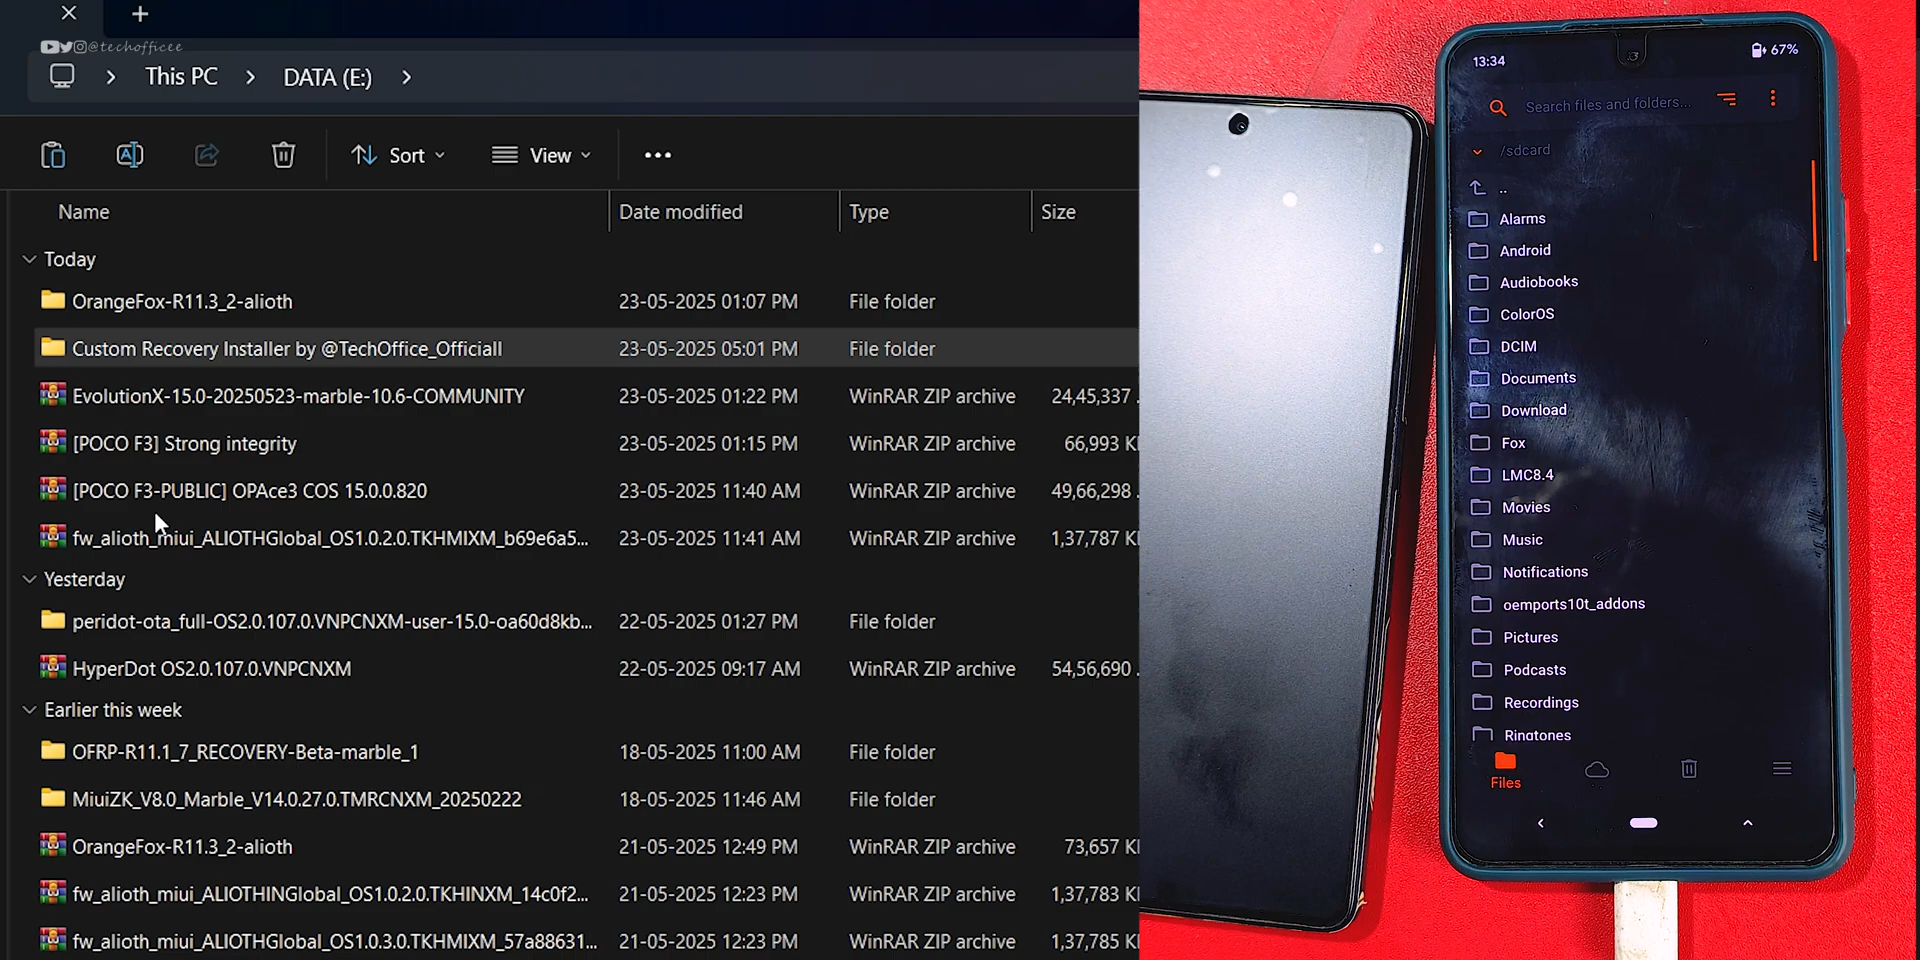 @techofficee
This PC
DATA (E:)
Sort
View
Name
Date modified
Type
Size
Today
OrangeFox-R11.3_2-alioth
23-05-2025 01:07 PM
File folder
Custom Recovery Installer by @TechOffice_Officiall
23-05-2025 05:01 PM
File folder
EvolutionX-15.0-20250523-marble-10.6-COMMUNITY
23-05-2025 01:22 PM
WinRAR ZIP archive
24,45,337 .
[POCO F3] Strong integrity
23-05-2025 01:15 PM
WinRAR ZIP archive
66,993 K
[POCO F3-PUBLIC] OPAce3 COS 15.0.0.820
23-05-2025 11:40 AM
WinRAR ZIP archive
49,66,298 .
fw_alioth_miui_ALIOTHGlobal_OS1.0.2.0.TKHMIXM_b69e6a5...
23-05-2025 11:41 AM
WinRAR ZIP archive
1,37,787 K
Yesterday
peridot-ota_full-OS2.0.107.0.VNPCNXM-user-15.0-oa60d8kb...
22-05-2025 01:27 PM
File folder
HyperDot OS2.0.107.0.VNPCNXM
22-05-2025 09:17 AM
WinRAR ZIP archive
54,56,690 .
Earlier this week
OFRP-R11.1_7_RECOVERY-Beta-marble_1
18-05-2025 11:00 AM
File folder
MiuiZK_V8.0_Marble_V14.0.27.0.TMRCNXM_20250222
18-05-2025 11:46 AM
File folder
OrangeFox-R11.3_2-alioth
21-05-2025 12:49 PM
WinRAR ZIP archive
73,657 K
fw_alioth_miui_ALIOTHINGlobal_OS1.0.2.0.TKHINXM_14c0f2...
21-05-2025 12:23 PM
WinRAR ZIP archive
1,37,783 K
fw_alioth_miui_ALIOTHGlobal_OS1.0.3.0.TKHMIXM_57a88631...
21-05-2025 12:23 PM
WinRAR ZIP archive
1,37,785 K
13:34
67%
Search files and folders...
/sdcard
..
Alarms
Android
Audiobooks
ColorOS
DCIM
Documents
Download
Fox
LMC8.4
Movies
Music
Notifications
oemports10t_addons
Pictures
Podcasts
Recordings
Ringtones
Files